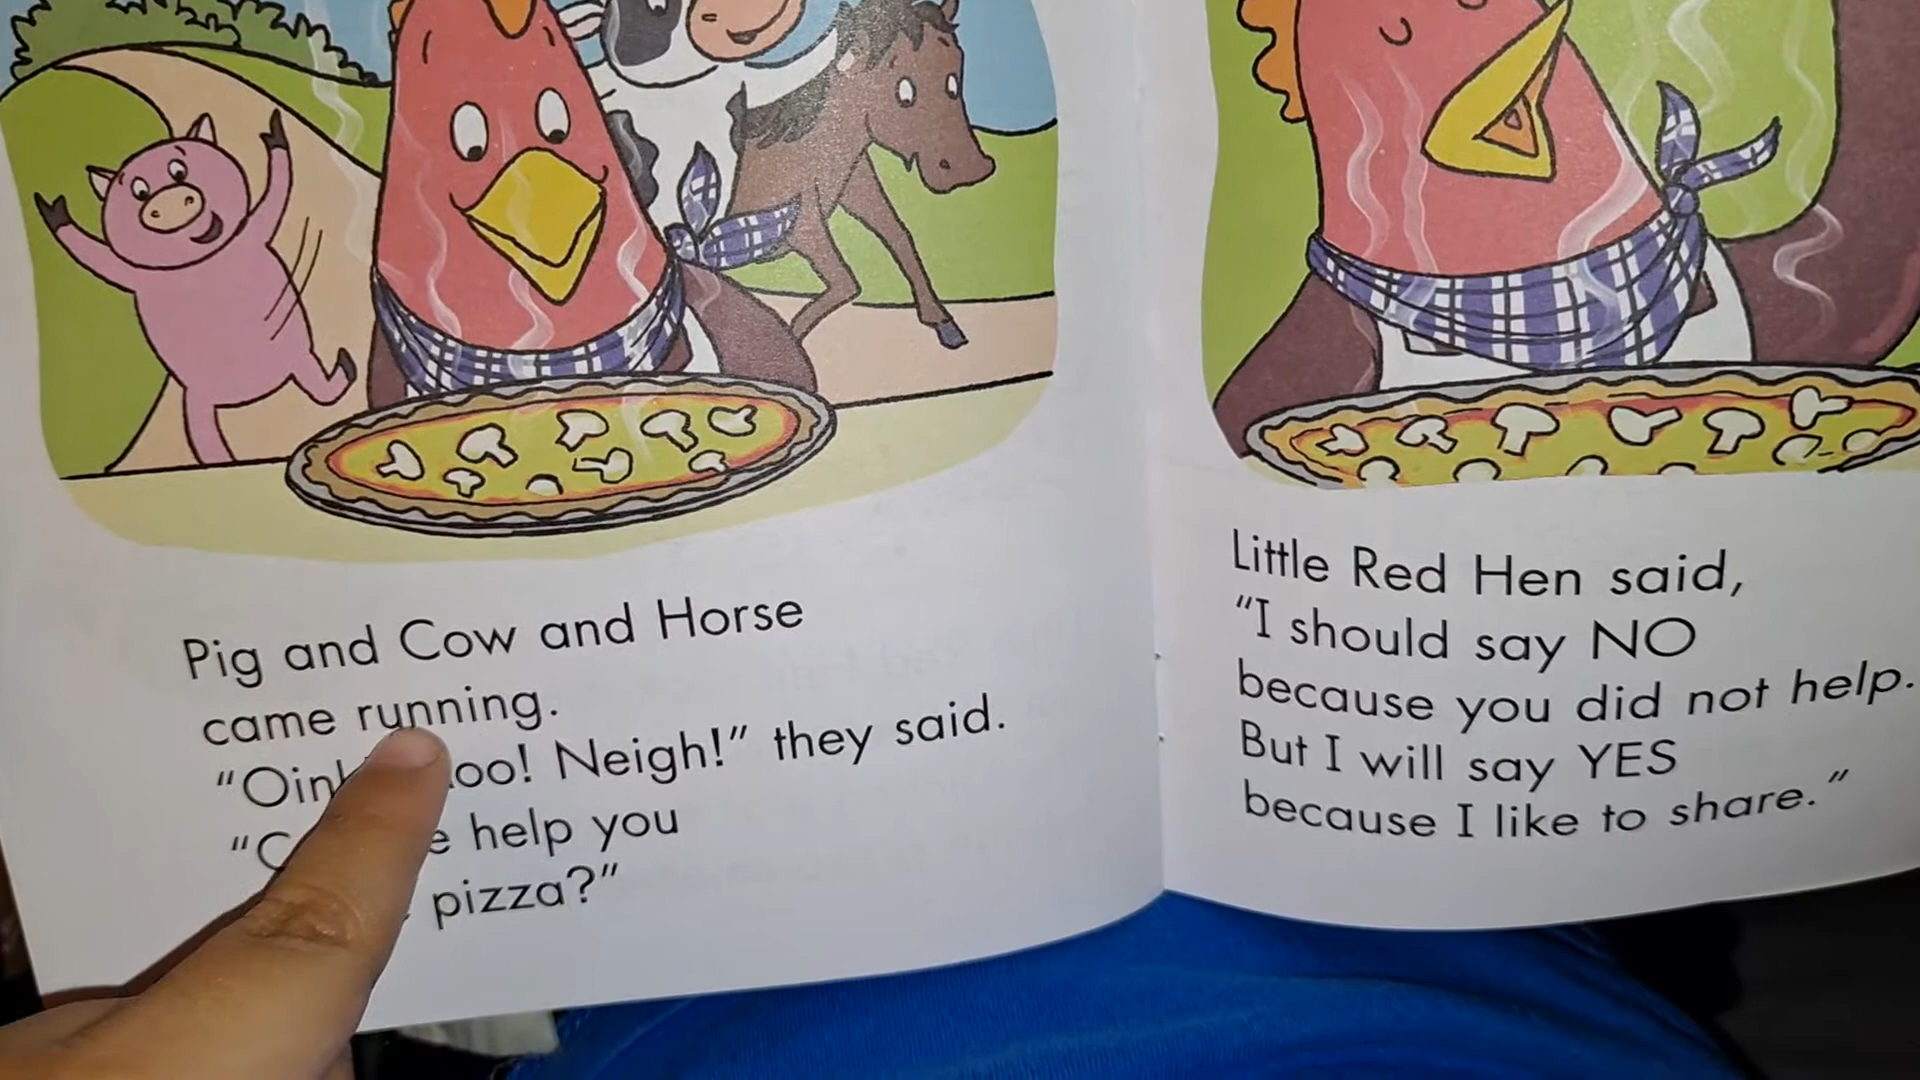 Pig and Cow and Horse
came running.
"Oin oo! Neigh!" they said.
"C e help you
pizza?"
Little Red Hen said,
"I should say NO
because you did not help.
But I will say YES
because I like to share."